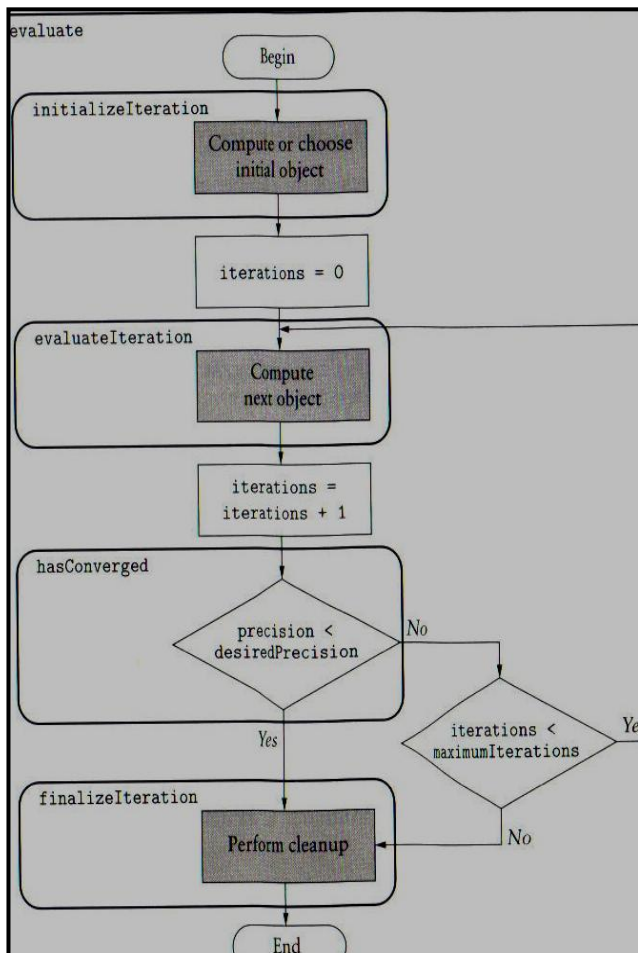 evaluate
Begin
initializeIteration
Compute or choose
initial object
iterations = 0
evaluateIteration
Compute
next object
iterations =
iterations + 1
hasConverged
precision <
desiredPrecision
No
Yes
iterations <
maximumIterations
Ye
No
finalizeIteration
Perform cleanup
End